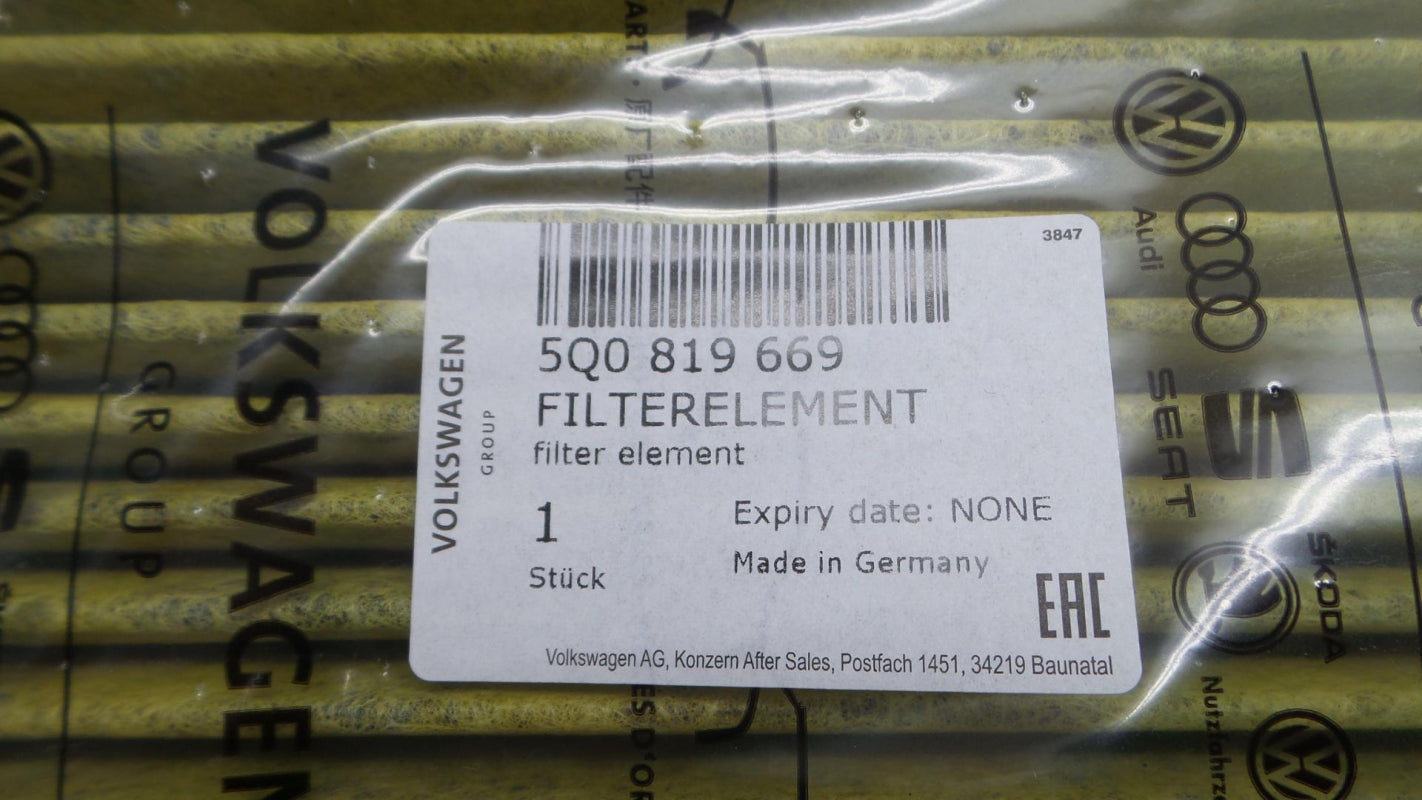 3847
5Q0 819 669
FILTERELEMENT
filter element
1
Stück
Expiry date: NONE
Made in Germany
EAC
Volkswagen AG, Konzern After Sales, Postfach 1451, 34219 Baunatal
VOLKSWAGEN
GROUP
VOLKSWAGEN
GROUP
Audi
SEAT
ŠKODA